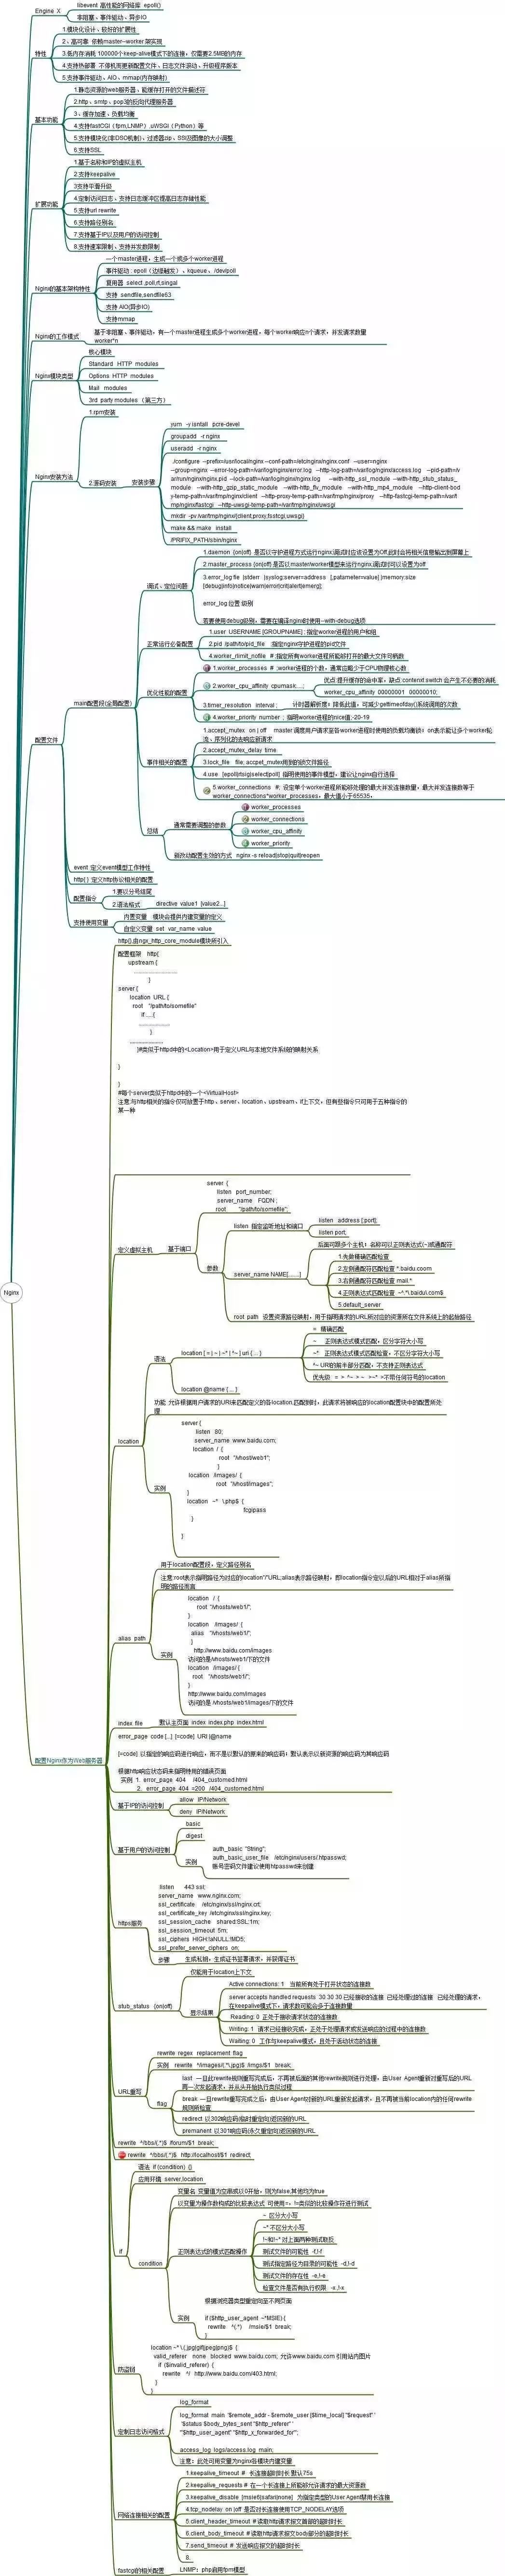 Engine X
libevent 高性能的网络库 epoll()
非阻塞、事件驱动、异步IO
特性
1.模块化设计、较好的扩展性
2、高可靠 依赖master-worker架实现
3.低内存消耗 100000个keep-alive模式下的连接，仅需要2.5MB的内存
4.支持热部署 不停机而更新配置文件、日志文件滚动、升级程序版本
5.支持事件驱动、AIO、mmap(内存映射)
基本功能
1.静态资源的web服务器，能缓存打开的文件描述符
2.http、smtp、pop3的反向代理服务器
3、缓存加速、负载均衡
4.支持fastCGI (fpm,LNMP) ,uWSGI (Python) 等
5.支持模块化(非DSO机制)、过滤器zip、SSI及图像的大小调整
6.支持SSL
扩展功能
1.基于名称和IP的虚拟主机
2.支持keepalive
3支持平滑升级
4.定制访问日志、支持日志缓冲区提高日志存储性能
5.支持url rewrite
6.支持路径别名
7.支持基于IP以及用户的访问控制
8.支持速率限制、支持并发数限制
Nginx的基本架构特性
一个master进程，生成一个或多个worker进程
事件驱动 : epoll（边缘触发）、kqueue、/dev/poll
复用器 select ,poll,rt,singal
支持 sendfile,sendfile63
支持 AIO(异步IO)
支持mmap
Nginx的工作模式
基于非阻塞、事件驱动，有一个master进程生成多个worker进程，每个worker响应n个请求，并发请求数量
worker*n
Nginx模块类型
核心模块
Standard HTTP modules
Options HTTP modules
Mail modules
3rd party modules （第三方）
Nginx安装方法
1.rpm安装
2.源码安装
安装步骤
yum -y isntall pcre-devel
groupadd -r nginx
useradd -r nginx
./configure --prefix=/usr/local/nginx --conf-path=/etc/nginx/nginx.conf --user=nginx
--group=nginx --error-log-path=/var/log/nginx/error.log --http-log-path=/var/log/nginx/access.log --pid-path=/v
ar/run/nginx/nginx.pid --lock-path=/var/log/nginx/nginx.log --with-http_ssl_module --with-http_stub_status_
module --with-http_gzip_static_module --with-http_flv_module --with-http_mp4_module --http-client-bod
y-temp-path=/var/tmp/nginx/client --http-proxy-temp-path=/var/tmp/nginx/proxy --http-fastcgi-temp-path=/var/t
mp/nginx/fastcgi --http-uwsgi-temp-path=/var/tmp/nginx/uwsgi
mkdir -pv /var/tmp/nginx/{client,proxy,fsstcgi,uwsgi}
make && make install
/PRIFIX_PATH/sbin/nginx
配置文件
main配置段(全局配置)
调试、定位问题
1.daemon {on|off} 是否以守护进程方式运行nginx,调试时应该设置为Off,此时会将相关信息输出到屏幕上
2.master_process {on|off} 是否以master/worker模型来运行nginx,调试时可以设置为off
3.error_log file |stderr |syslog:server=address [,patameter=value] |memory:size
[debug|info|notice|warn|error|crit|alter|emerg];
error_log 位置 级别
若要使用debug级别，需要在编译nginx时使用--with-debug选项
正常运行必备配置
1.user USERNAME [GROUPNAME] ; 指定worker进程的用户和组
2.pid /path/to/pid_file ;指定nginx守护进程的pid文件
4.worker_rlimit_nofile # ;指定所有worker进程所能够打开的最大文件句柄数
优化性能的配置
1.worker_processes # ;worker进程的个数，通常应略少于CPU物理核心数
2.worker_cpu_affinity cpumask.....;
优点:提升缓存的命中率，缺点:content switch 会产生不必要的消耗
worker_cpu_affinity 00000001 00000010;
3.timer_resolution interval ;
计时器解析度: 降低此值，可减少gettimeofday()系统调用的次数
4.worker_priority number ; 指明worker进程的nice值,-20-19
事件相关的配置
1.accept_mutex on | off master调度用户请求至各worker进程时使用的负载均衡锁; on表示能让多个worker轮
流、序列化的去响应新请求
2.accept_mutex_delay time
3.lock_file file; accpet_mutex用到的锁文件路径
4.use [epoll|rtsig|select|poll] 指明使用的事件模型，建议让nginx自行选择
5.worker_connections #; 设定单个worker进程所能够处理的最大并发连接数量，最大并发连接数等于
worker_connections*worker_processes，最大值小于65535,
总结
通常需要调整的参数
worker_processes
worker_connections
worker_cpu_affinity
worker_priority
新改动配置生效的方式 nginx -s reload|stop|quit|reopen
event 定义event模型工作特性
http{ } 定义http协议相关的配置
配置指令
1.要以分号结尾
2.语法格式
directive value1 [value2...]
支持使用变量
内置变量 模块会提供内建变量的定义
自定义变量 set var_name value
Nginx
配置Nginx作为Web服务器
http{};由ngx_http_core_module模块所引入
配置框架 http{
upstream {
........................
}
server {
location URL {
root "/path/to/somefile"
if .....{
..................
}
....................
}#类似于httpd中的<Location>用于定义URL与本地文件系统的映射关系
}
}
#每个server类似于httpd中的一个<VirtualHost>
注意:与http相关的指令仅可放置于http、server、location、upstream、if上下文，但有些指令只可用于五种指令的
某一种
定义虚拟主机
基于端口
server {
listen port_number;
server_name FQDN ;
root "/path/to/somefile";
参数
listen 指定监听地址和端口
listen address [:port];
listen port;
server_name NAME[........]
后面可跟多个主机；名称可以正则表达式(~)或通配符
1.先做精确匹配检查
2.左侧通配符匹配检查 *.baidu.coom
3.右侧通配符匹配检查 mail.*
4.正则表达式匹配检查 ~^.*\.baidu\.com$
5.default_server
root path 设置资源路径映射，用于指明请求的URL所对应的资源所在文件系统上的起始路径
location
语法
location [ = | ~ | ~* | ^~ ] uri { ....}
= 精确匹配
~ 正则表达式模式匹配，区分字符大小写
~* 正则表达式模式匹配检查，不区分字符大小写
^~ URI的前半部分匹配，不支持正则表达式
优先级 = > ^~ > ~ >~* >不带任何符号的location
location @name { .... }
功能 允许根据用户请求的URI来匹配定义的各location,匹配到时，此请求将被响应的location配置块中的配置所处
理
实例
server {
listen 80;
server_name www.baidu.com;
location / {
root "/vhost/web1";
}
location /images/ {
root "/vhost/images";
}
location ~* \.php$ {
fcgipass
}
}
alias path
用于location配置段，定义路径别名
注意:root表示指明路径为对应的location"/"URL;alias表示路径映射，即location指令定以后的URL相对于alias所指
明的路径而言
实例
location / {
root "/vhosts/web1/";
}
location /images/ {
alias "/vhosts/web1/";
}
http://www.baidu.com/images
访问的是/vhosts/web1/下的文件
location /images/ {
root "/vhosts/web1/";
}
http://www.baidu.com/images
访问的是 /vhosts/web1/images/下的文件
index file
默认主页面 index index.php index.html
error_page code [...] [=code] URI |@name
[=code] 以指定的响应码进行响应，而不是以默认的原来的响应码；默认表示以新资源的响应码为其响应码
根据http响应状态码来指明特用的错误页面
实例 1. error_page 404 /404_customed.html
2. error_page 404 =200 /404_customed.html
基于IP的访问控制
allow IP/Network
deny IP/Network
基于用户的访问控制
basic
digest
实例
auth_basic "String";
auth_basic_user_file /etc/nginx/users/.htpasswd;
帐号密码文件建议使用htpasswd来创建
https服务
listen 443 ssl;
server_name www.nginx.com;
ssl_certificate /etc/nginx/ssl/nginx.crt;
ssl_certificate_key /etc/nginx/ssl/nginx.key;
ssl_session_cache shared:SSL:1m;
ssl_session_timeout 5m;
ssl_ciphers HIGH:!aNULL:!MD5;
ssl_prefer_server_ciphers on;
步骤
生成私钥，生成证书签署请求，并获得证书
stub_status {on|off}
仅能用于location上下文
显示结果
Active connections: 1 当前所有处于打开状态的连接数
server accepts handled requests 30 30 30 已经接收的连接 已经处理过的连接 已经处理的请求，
在keepalive模式下，请求数可能会多于连接数量
Reading: 0 正处于接收请求状态的连接数
Writing: 1 请求已经接收完成，正处于处理请求或发送响应的过程中的连接数
Waiting: 0 工作与keepalive模式，且处于活动状态的连接
URL重写
rewrite regex replacement flag
实例 rewrite ^/images/(.*\.jpg)$ /imgs/$1 break;
flag
last 一旦此rewrite规则重写完成后，不再被后面的其他rewrite规则进行处理，由User Agent重新对重写后的URL
再一次发起请求，并从头开始执行类似过程
break 一旦rewrite重写完成之后，由User Agent对新的URL重新发起请求，且不再被当前location内的任何rewrite
规则所检查
redirect 以302响应码(临时重定向)返回新的URL
premanent 以301响应码(永久重定向)返回新的URL
rewrite ^/bbs/(.*)$ /forum/$1 break;
rewrite ^/bbs/(.*)$ http://localhost/$1 redirect;
if
语法 if (condition) {}
应用环境 server,location
condition
变量名 变量值为空串或以0开始，则为false,其他均为true
以变量为操作数构成的比较表达式 可使用=，!=类似的比较操作符进行测试
正则表达式的模式匹配操作
~ 区分大小写
~* 不区分大小写
!~和!~* 对上面两种测试取反
测试文件的可能性 -f,!-f
测试指定路径为目录的可能性 -d,!-d
测试文件的存在性 -e,!-e
检查文件是否有执行权限 -x ,!-x
实例
根据浏览器类型重定向至不同页面
if ($http_user_agent ~*MSIE) {
rewrite ^(.*) /msie/$1 break;
}
防盗链
location ~* \.(.jpg|gif|jpeg|png)$ {
valid_referer none blocked www.baidu.com; 允许www.baidu.com 引用站内图片
if ($invalid_referer) {
rewrite ^/ http://www.baidu.com/403.html;
}
}
定制日志访问格式
log_format
log_format main '$remote_addr - $remote_user [$time_local] "$request" '
'$status $body_bytes_sent "$http_referer" '
'"$http_user_agent" "$http_x_forwarded_for"';
access_log logs/access.log main;
注意：此处可用变量为nginx各模块内建变量
网络连接相关的配置
1.keepalive_timeout # 长连接超时时长 默认75s
2.keepalive_requests # 在一个长连接上所能够允许请求的最大资源数
3.keepalive_disable [msie6|safari|none] 为指定类型的User Agent禁用长连接
4.tcp_nodelay on |off 是否对长连接使用TCP_NODELAY选项
5.client_header_timeout # 读取http请求报文首部的超时时长
6.client_body_timeout # 读取http请求报文body部分的超时时长
7.send_timeout # 发送响应报文的超时时长
8.
fastcgi的相关配置
LNMP: php启用fpm模型